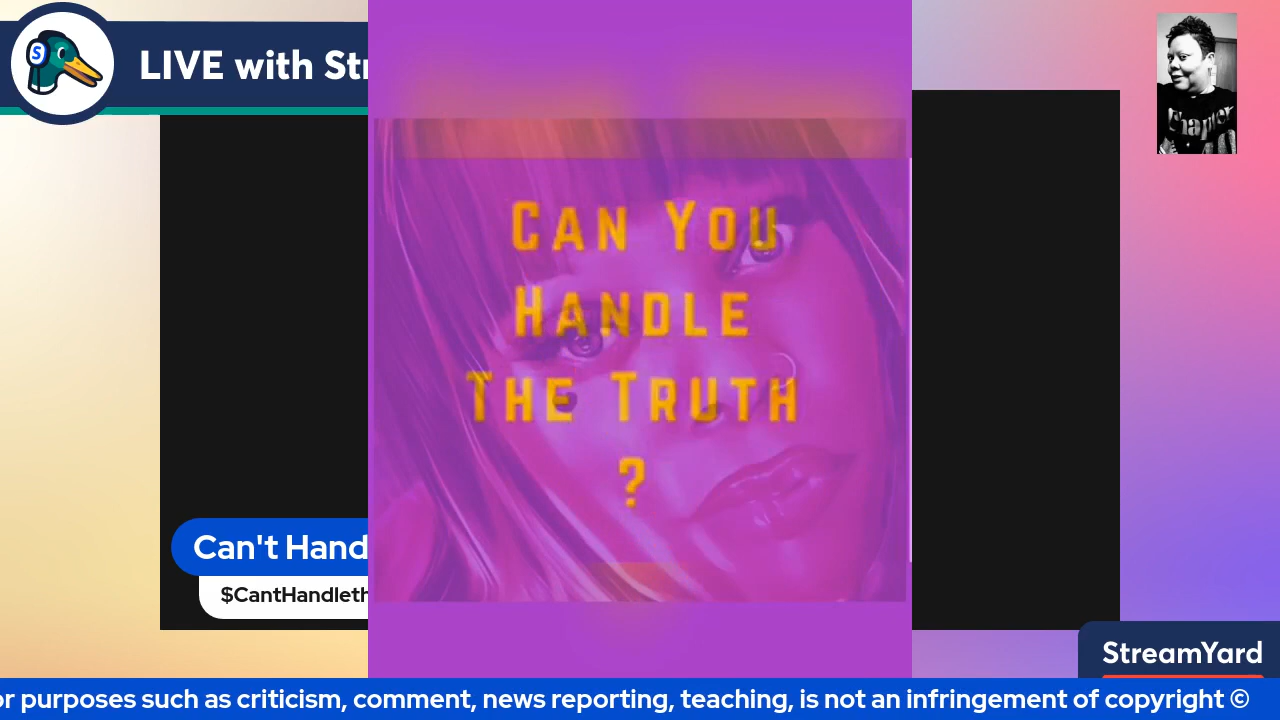 LIVE with Str
Can You
Handle
The Truth
?
Can't Hand
$CantHandleth
StreamYard
or purposes such as criticism, comment, news reporting, teaching, is not an infringement of copyright ©
S
Chapter